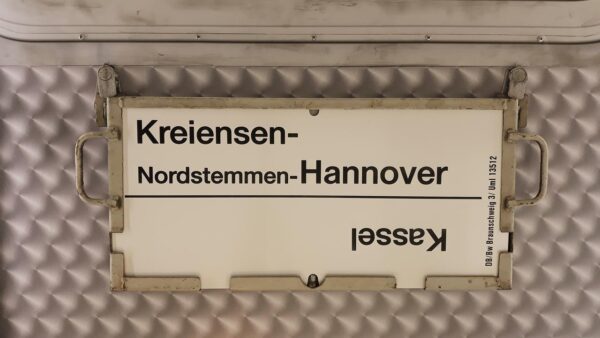 Kreiensen-
Nordstemmen-Hannover
Kassel
DB/Bw Braunschweig 3/ Uml 13512